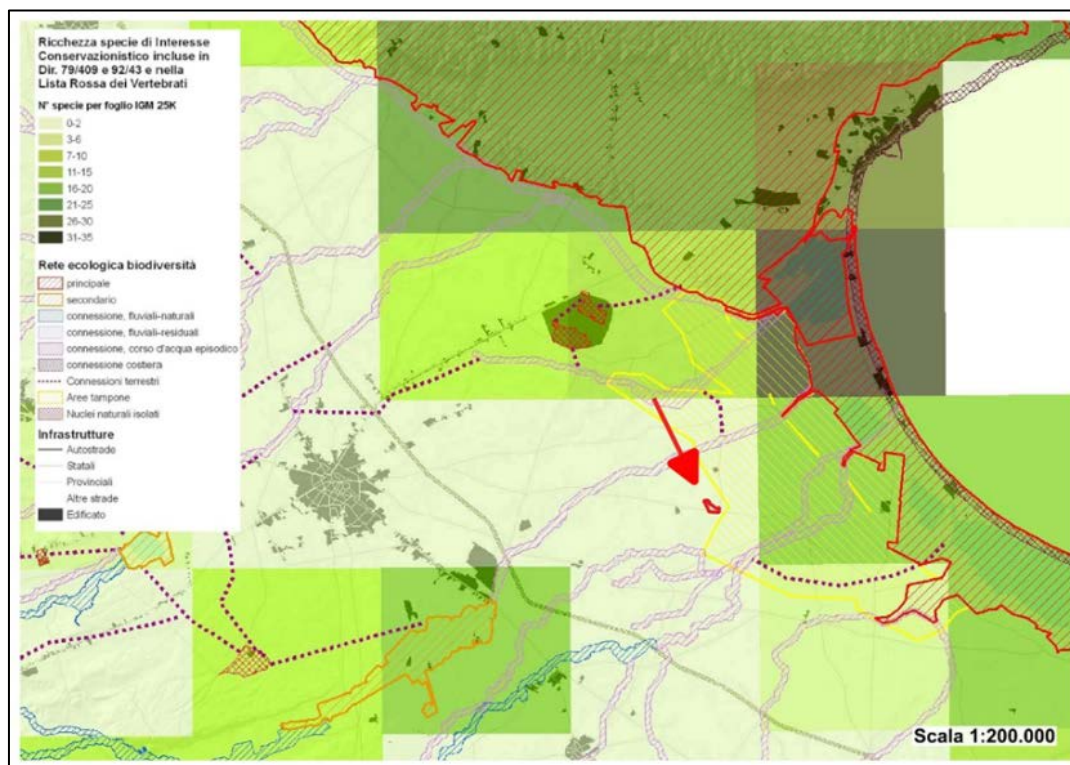 Ricchezza specie di Interesse
Conservazionistico incluse in
Dir. 79/409 e 92/43 e nella
Lista Rossa dei Vertebrati
N° specie per foglio IGM 25K
0-2
3-6
7-10
11-15
16-20
21-25
26-30
31-35
Rete ecologica biodiversità
principale
secondario
connessione, fluviali-naturali
connessione, fluviali-residuali
connessione, corso d'acqua episodico
connessione costiera
Connessioni terrestri
Aree tampone
Nuclei naturali isolati
Infrastrutture
Autostrade
Statali
Provinciali
Altre strade
Edificato
Scala 1:200.000